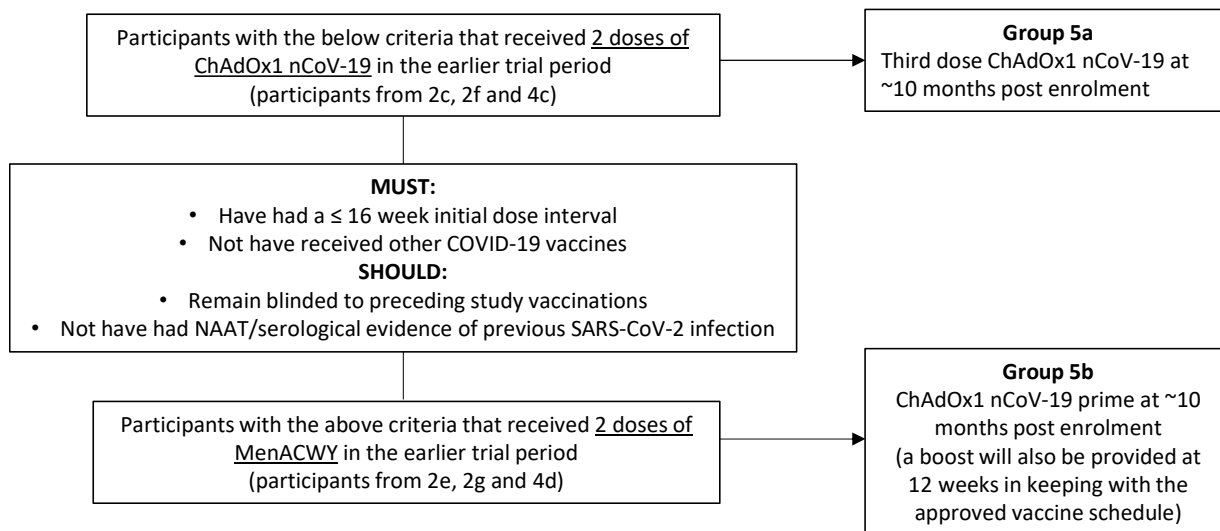 Participants with the below criteria that received 2 doses of
ChAdOx1 nCoV-19 in the earlier trial period
(participants from 2c, 2f and 4c)
Group 5a
Third dose ChAdOx1 nCoV-19 at
~10 months post enrolment
MUST:
• Have had a ≤ 16 week initial dose interval
• Not have received other COVID-19 vaccines
SHOULD:
• Remain blinded to preceding study vaccinations
• Not have had NAAT/serological evidence of previous SARS-CoV-2 infection
Participants with the above criteria that received 2 doses of
MenACWY in the earlier trial period
(participants from 2e, 2g and 4d)
Group 5b
ChAdOx1 nCoV-19 prime at ~10
months post enrolment
(a boost will also be provided at
12 weeks in keeping with the
approved vaccine schedule)